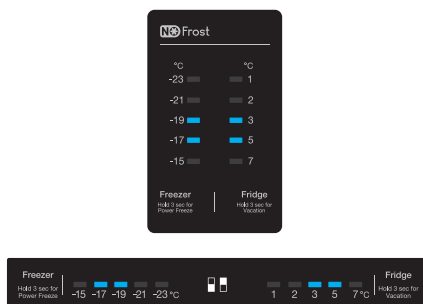 NO Frost
°C °C
-23 1
-21 2
-19 3
-17 5
-15 7
Freezer Fridge
Hold 3 sec for Hold 3 sec for
Power Freeze Vacation
Freezer Fridge
Hold 3 sec for Hold 3 sec for
Power Freeze Vacation
-15 -17 -19 -21 -23 °C 1 2 3 5 7 °C